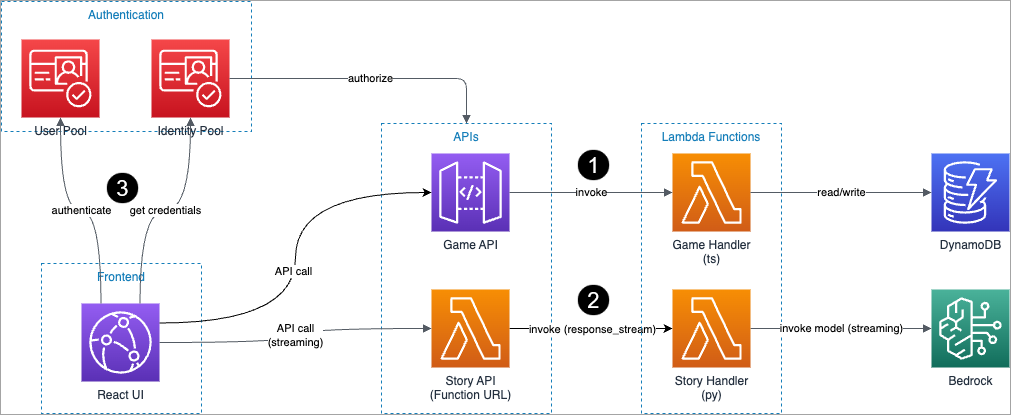 Authentication
User Pool
Identity Pool
authorize
3
authenticate
get credentials
Frontend
React UI
API call
API call
(streaming)
APIs
Game API
Story API
(Function URL)
1
invoke
2
invoke (response_stream)
Lambda Functions
Game Handler
(ts)
Story Handler
(py)
read/write
invoke model (streaming)
DynamoDB
Bedrock